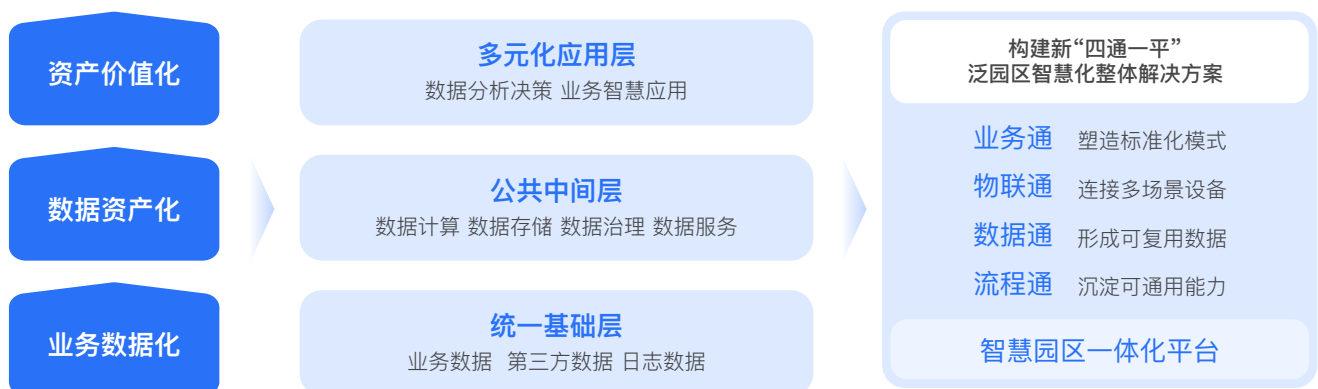 资产价值化
数据资产化
业务数据化
多元化应用层
数据分析决策 业务智慧应用
公共中间层
数据计算 数据存储 数据治理 数据服务
统一基础层
业务数据 第三方数据 日志数据
构建新“四通一平”
泛园区智慧化整体解决方案
业务通 塑造标准化模式
物联通 连接多场景设备
数据通 形成可复用数据
流程通 沉淀可通用能力
智慧园区一体化平台